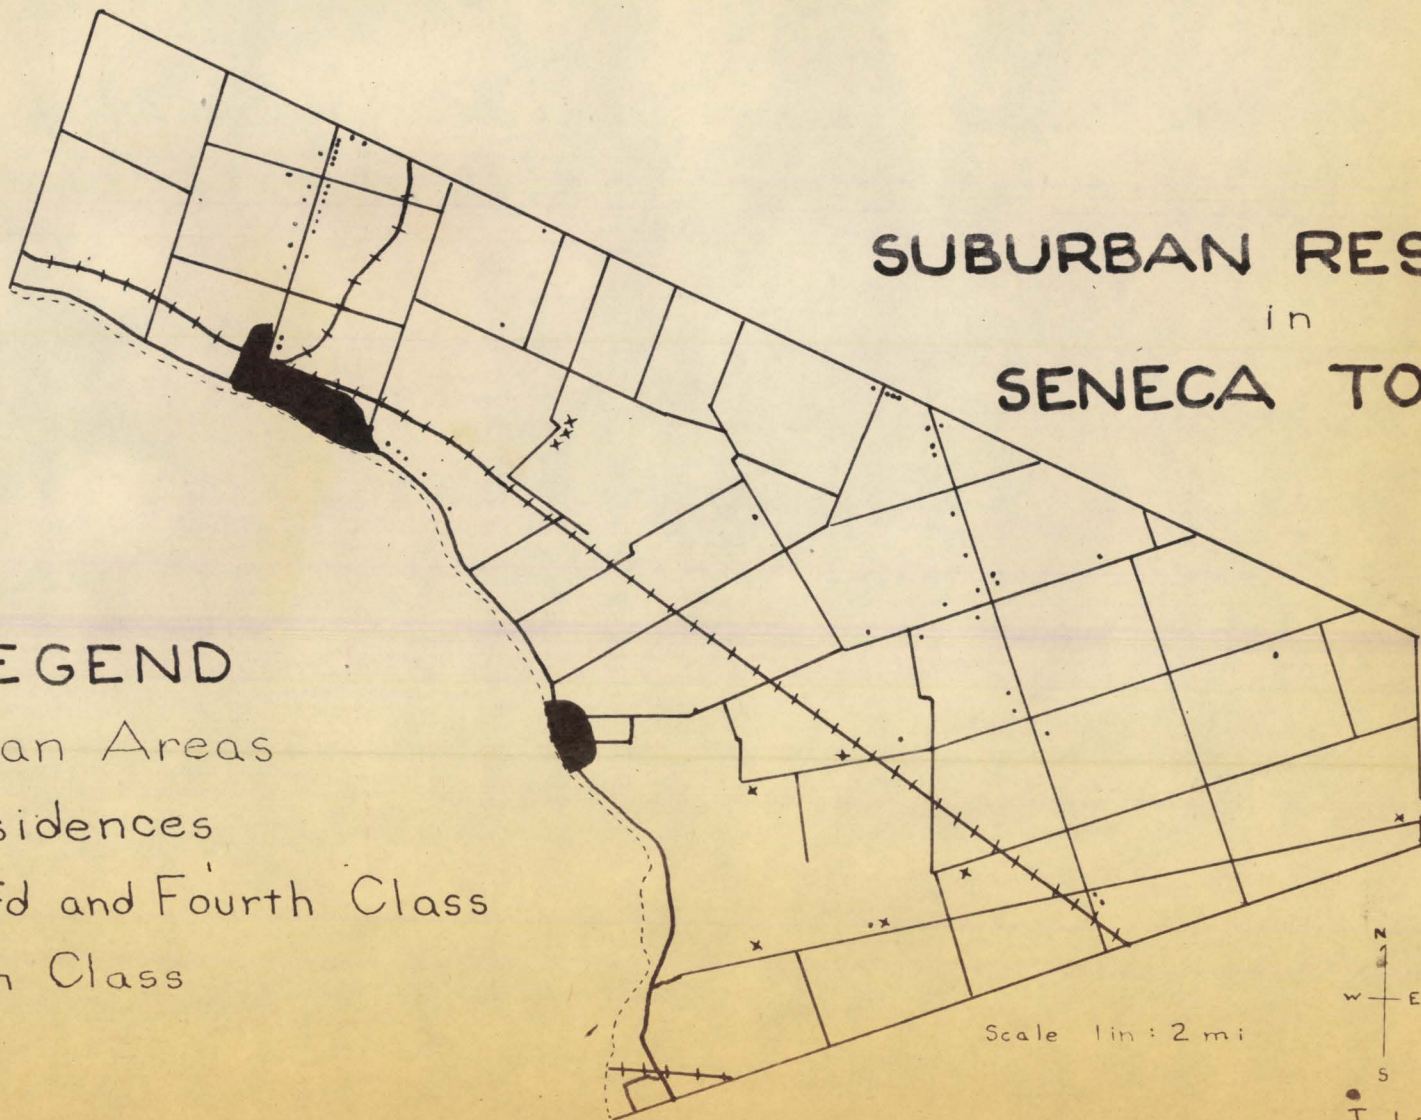 SUBURBAN RES
in
SENECA TO
EGEND
an Areas
sidences
rd and Fourth Class
h Class
Scale 1in : 2 mi
N
W E
S